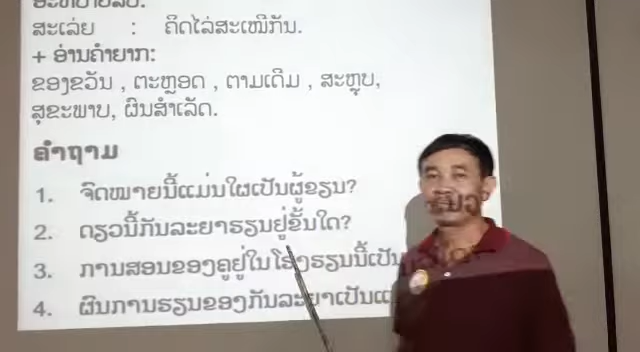 ສະເລ່ຍ : ຄິດໄລ່ສະເໝີກັນ.
+ ອ່ານຄຳຍາກ:
ຂອງຂວັນ , ຕະຫຼອດ , ຕາມເດີມ , ສະຫຼຸບ,
ສຸຂະພາບ, ຜົນສຳເລັດ.
ຄຳຖາມ
1. ຈົດໝາຍນີ້ແມ່ນໃຜເປັນຜູ້ຂຽນ?
2. ດຽວນີ້ກັນລະຍາຮຽນຢູ່ຂັ້ນໃດ?
3. ການສອນຂອງຄູຢູ່ໃນໂຮງຮຽນນີ້ເປັນ
4. ຜົນການຮຽນຂອງກັນລະຍາເປັນ